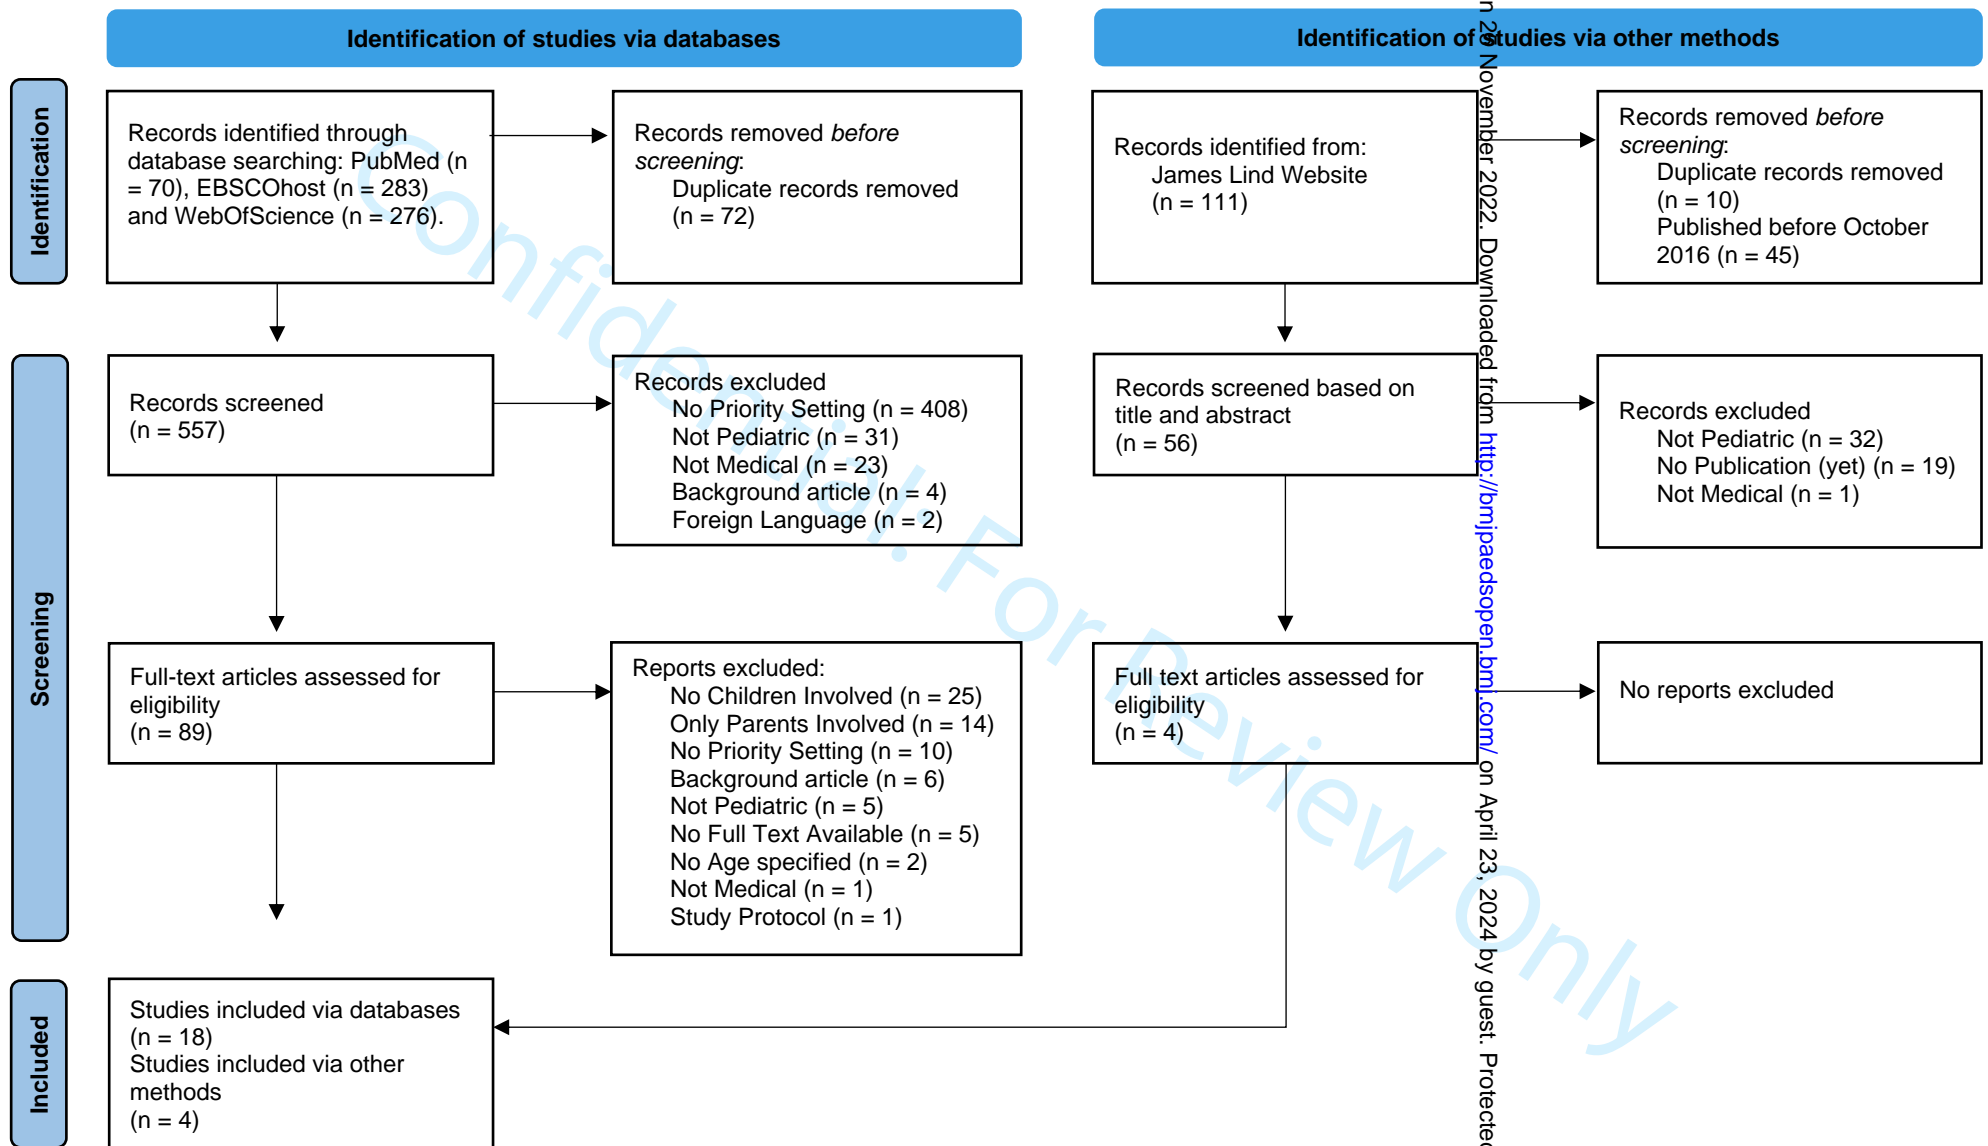 Identification of studies via databases
Identification of studies via other methods
Identification
Records identified through
database searching: PubMed (n
= 70), EBSCOhost (n = 283)
and WebOfScience (n = 276).
Records removed before
screening:
Duplicate records removed
(n = 72)
Records identified from:
James Lind Website
(n = 111)
Records removed before
screening:
Duplicate records removed
(n = 10)
Published before October
2016 (n = 45)
Screening
Records screened
(n = 557)
Records excluded
No Priority Setting (n = 408)
Not Pediatric (n = 31)
Not Medical (n = 23)
Background article (n = 4)
Foreign Language (n = 2)
Records screened based on
title and abstract
(n = 56)
Records excluded
Not Pediatric (n = 32)
No Publication (yet) (n = 19)
Not Medical (n = 1)
Full-text articles assessed for
eligibility
(n = 89)
Reports excluded:
No Children Involved (n = 25)
Only Parents Involved (n = 14)
No Priority Setting (n = 10)
Background article (n = 6)
Not Pediatric (n = 5)
No Full Text Available (n = 5)
No Age specified (n = 2)
Not Medical (n = 1)
Study Protocol (n = 1)
Full text articles assessed for
eligibility
(n = 4)
No reports excluded
Included
Studies included via databases
(n = 18)
Studies included via other
methods
(n = 4)
Confidential: For Review Only
November 2022. Downloaded from http://bmjpaedsopen.bmj.com/ on April 23, 2024 by guest. Protected